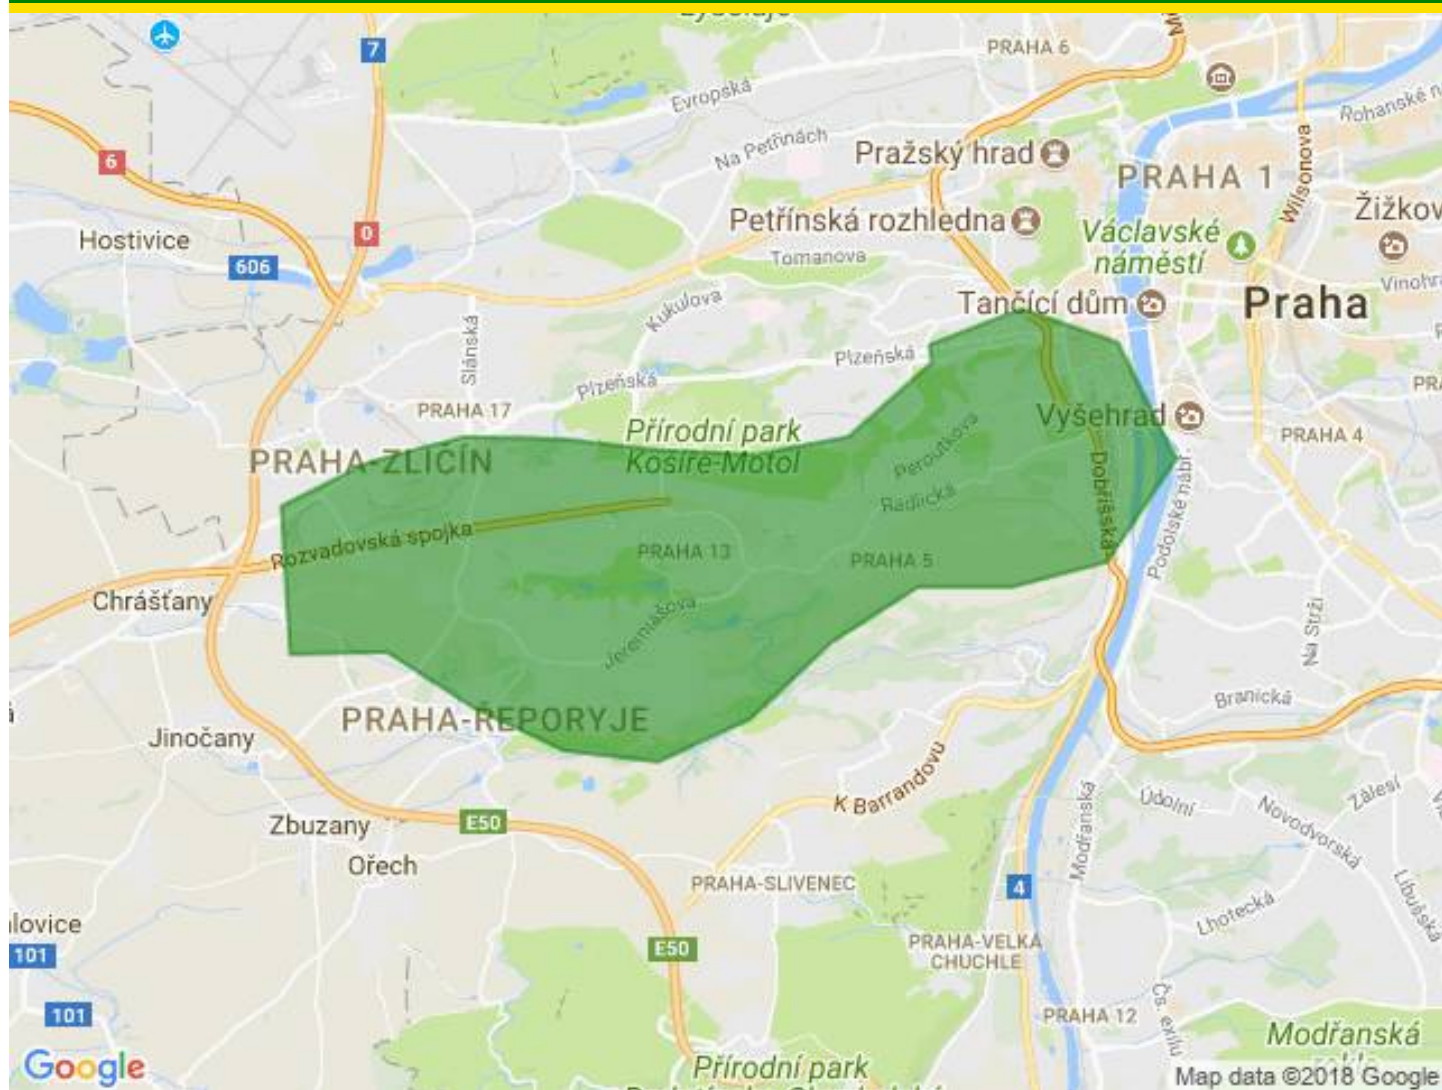 PRAHA 6
7
Evropská
Rohanské n
6
Na Petřinách
Pražský hrad
PRAHA 1
Wilsonova
Žižkov
0
Hostivice
Petřínská rozhledna
Václavské
náměstí
606
Tomanova
Vinohr
Kukulova
Tančící dům
Praha
Slánská
Plzeňská
Plzeňská
PRA
PRAHA 17
Vyšehrad
Přírodní park
Košíře-Motol
PRAHA 4
Peroutkova
PRAHA-ZLIČÍN
Radlická
Dobříšská
Podolské nábř.
Rozvadovská spojka
PRAHA 13
PRAHA 5
Chrášťany
Jeremiášova
Na Strži
Branická
PRAHA-ŘEPORYJE
Jinočany
K Barrandovu
Modřanská
Údolní
Zálesí
Novodvorská
Zbuzany
E50
Ořech
PRAHA-SLIVENEC
4
Libušská
Lhotecká
lovice
101
E50
PRAHA-VELKÁ
CHUCHLE
101
Čs. exilu
PRAHA 12
Modřanská
Google
Přírodní park
Map data ©2018 Google